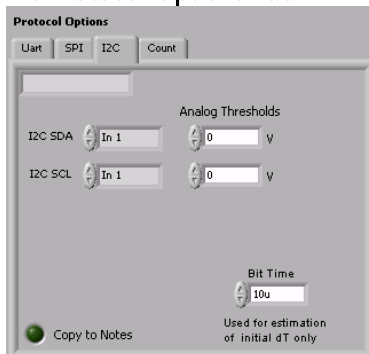 Protocol Options
Uart SPI I2C Count
Analog Thresholds
I2C SDA In 1 0 V
I2C SCL In 1 0 V
Bit Time
10u
Copy to Notes
Used for estimation
of initial dT only